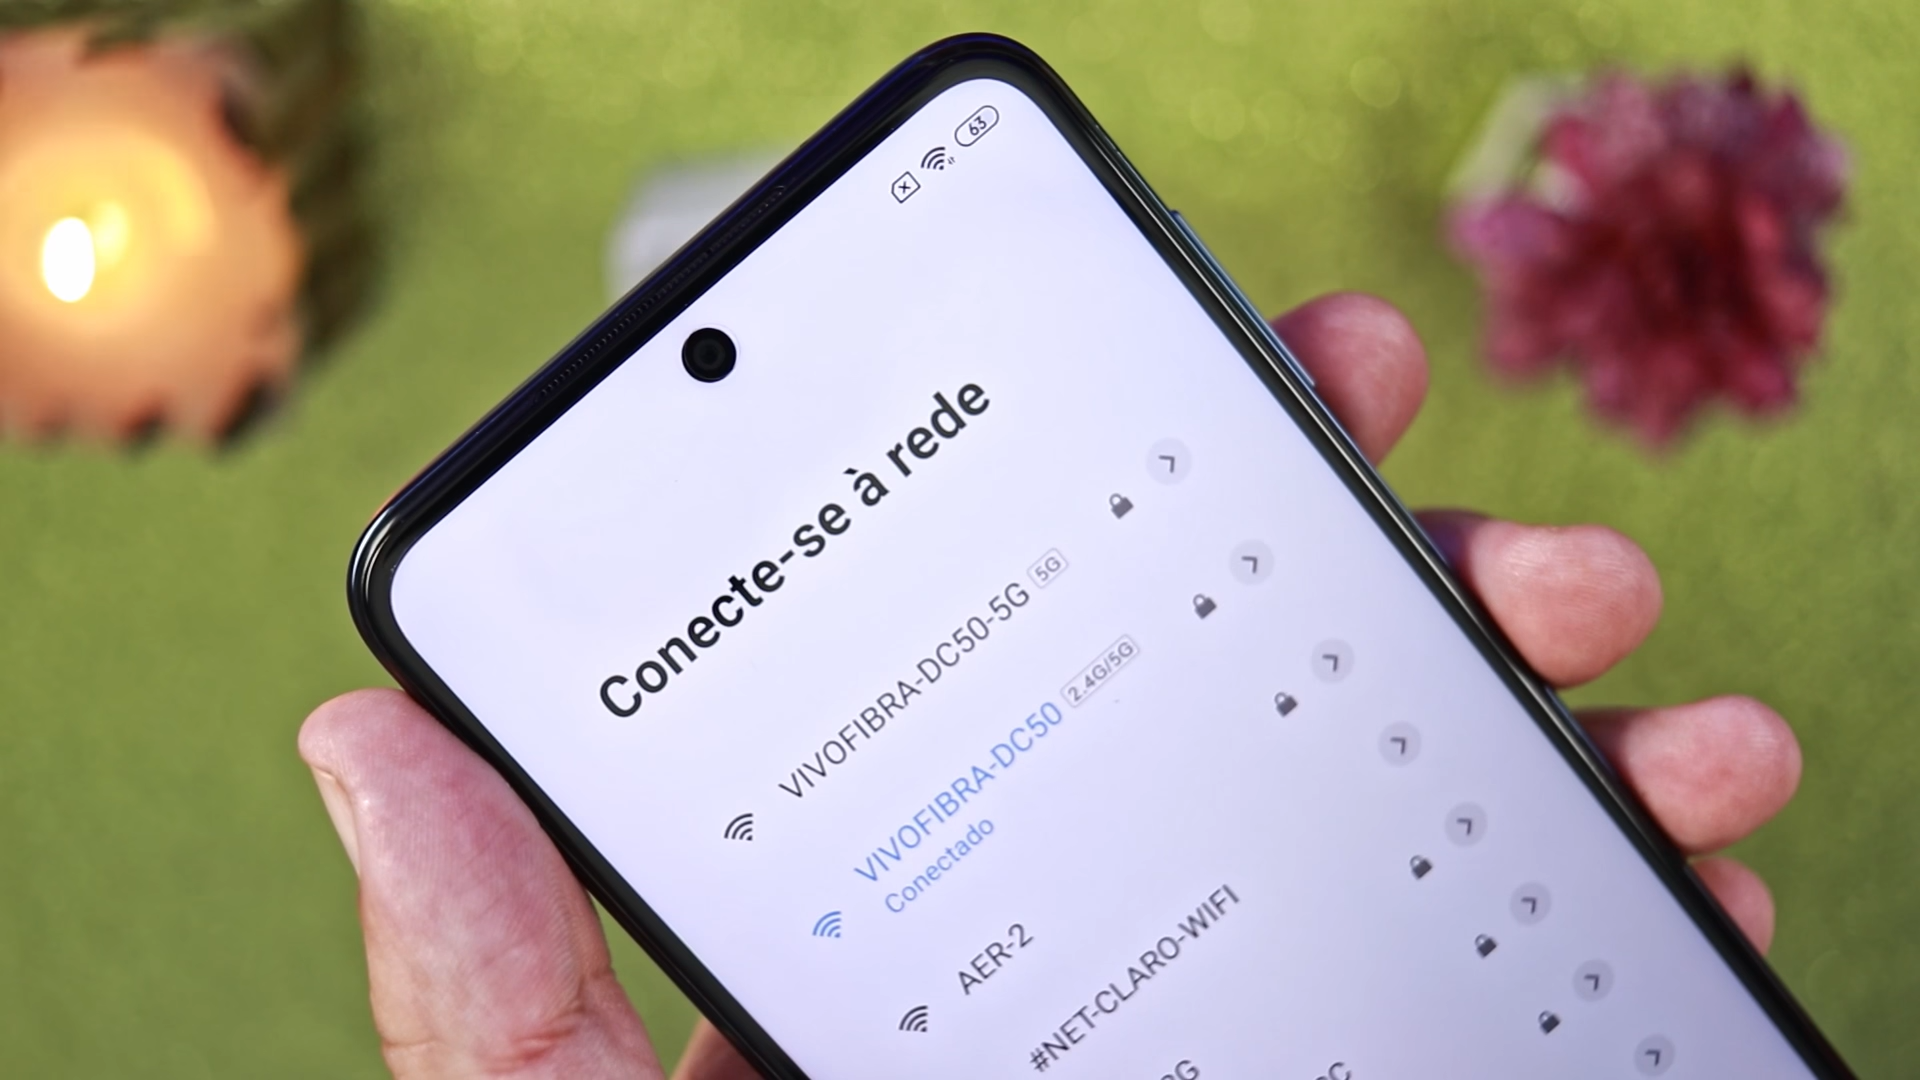 63
Conecte-se à rede
VIVOFIBRA-DC50-5G 5G
VIVOFIBRA-DC50 2.4G/5G
Conectado
AER-2
#NET-CLARO-WIFI